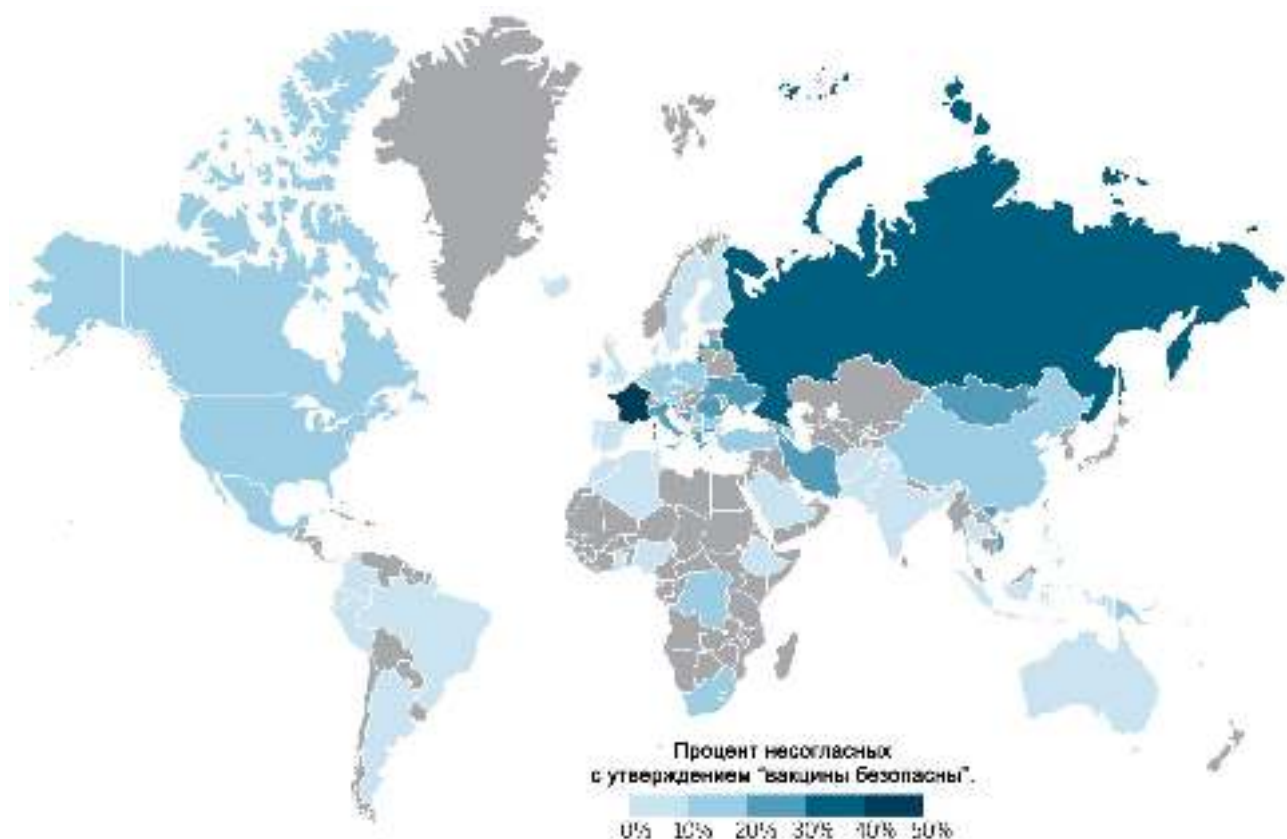 Процент несогласных
с утверждением "вакцины безопасны".
0% 10% 20% 30% 40% 50%